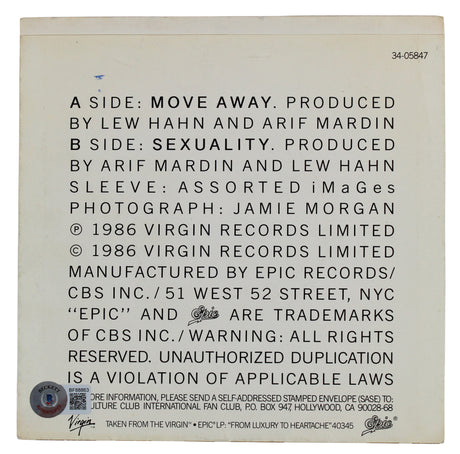 34-05847
A SIDE: MOVE AWAY. PRODUCED
BY LEW HAHN AND ARIF MARDIN
B SIDE: SEXUALITY. PRODUCED
BY ARIF MARDIN AND LEW HAHN
SLEEVE: ASSORTED iMaGes
PHOTOGRAPH: JAMIE MORGAN
℗ 1986 VIRGIN RECORDS LIMITED
© 1986 VIRGIN RECORDS LIMITED
MANUFACTURED BY EPIC RECORDS/
CBS INC./51 WEST 52 STREET, NYC
"EPIC" AND Epic ARE TRADEMARKS
OF CBS INC./WARNING: ALL RIGHTS
RESERVED. UNAUTHORIZED DUPLICATION
IS A VIOLATION OF APPLICABLE LAWS
MORE INFORMATION, PLEASE SEND A SELF-ADDRESSED STAMPED ENVELOPE (SASE) TO:
CULTURE CLUB INTERNATIONAL FAN CLUB, P.O. BOX 947, HOLLYWOOD, CA 90028-68
Virgin TAKEN FROM THE VIRGIN™ • EPIC® LP: "FROM LUXURY TO HEARTACHE" 40345 Epic
BECKETT